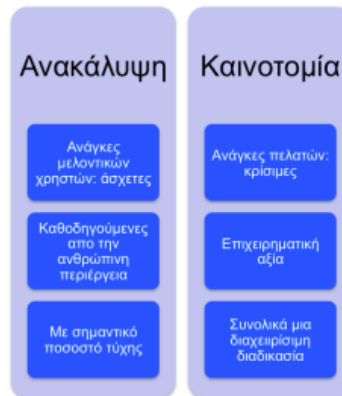 Ανακάλυψη
Ανάγκες
μελοντικών
χρηστών: άσχετες
Καθοδηγούμενες
απο την
ανθρώπινη
περιέργεια
Με σημαντικό
ποσοστό τύχης
Καινοτομία
Ανάγκες πελατών:
κρίσιμες
Επιχειρηματική
αξία
Συνολικά μια
διαχειιρίσιμη
διαδικασία